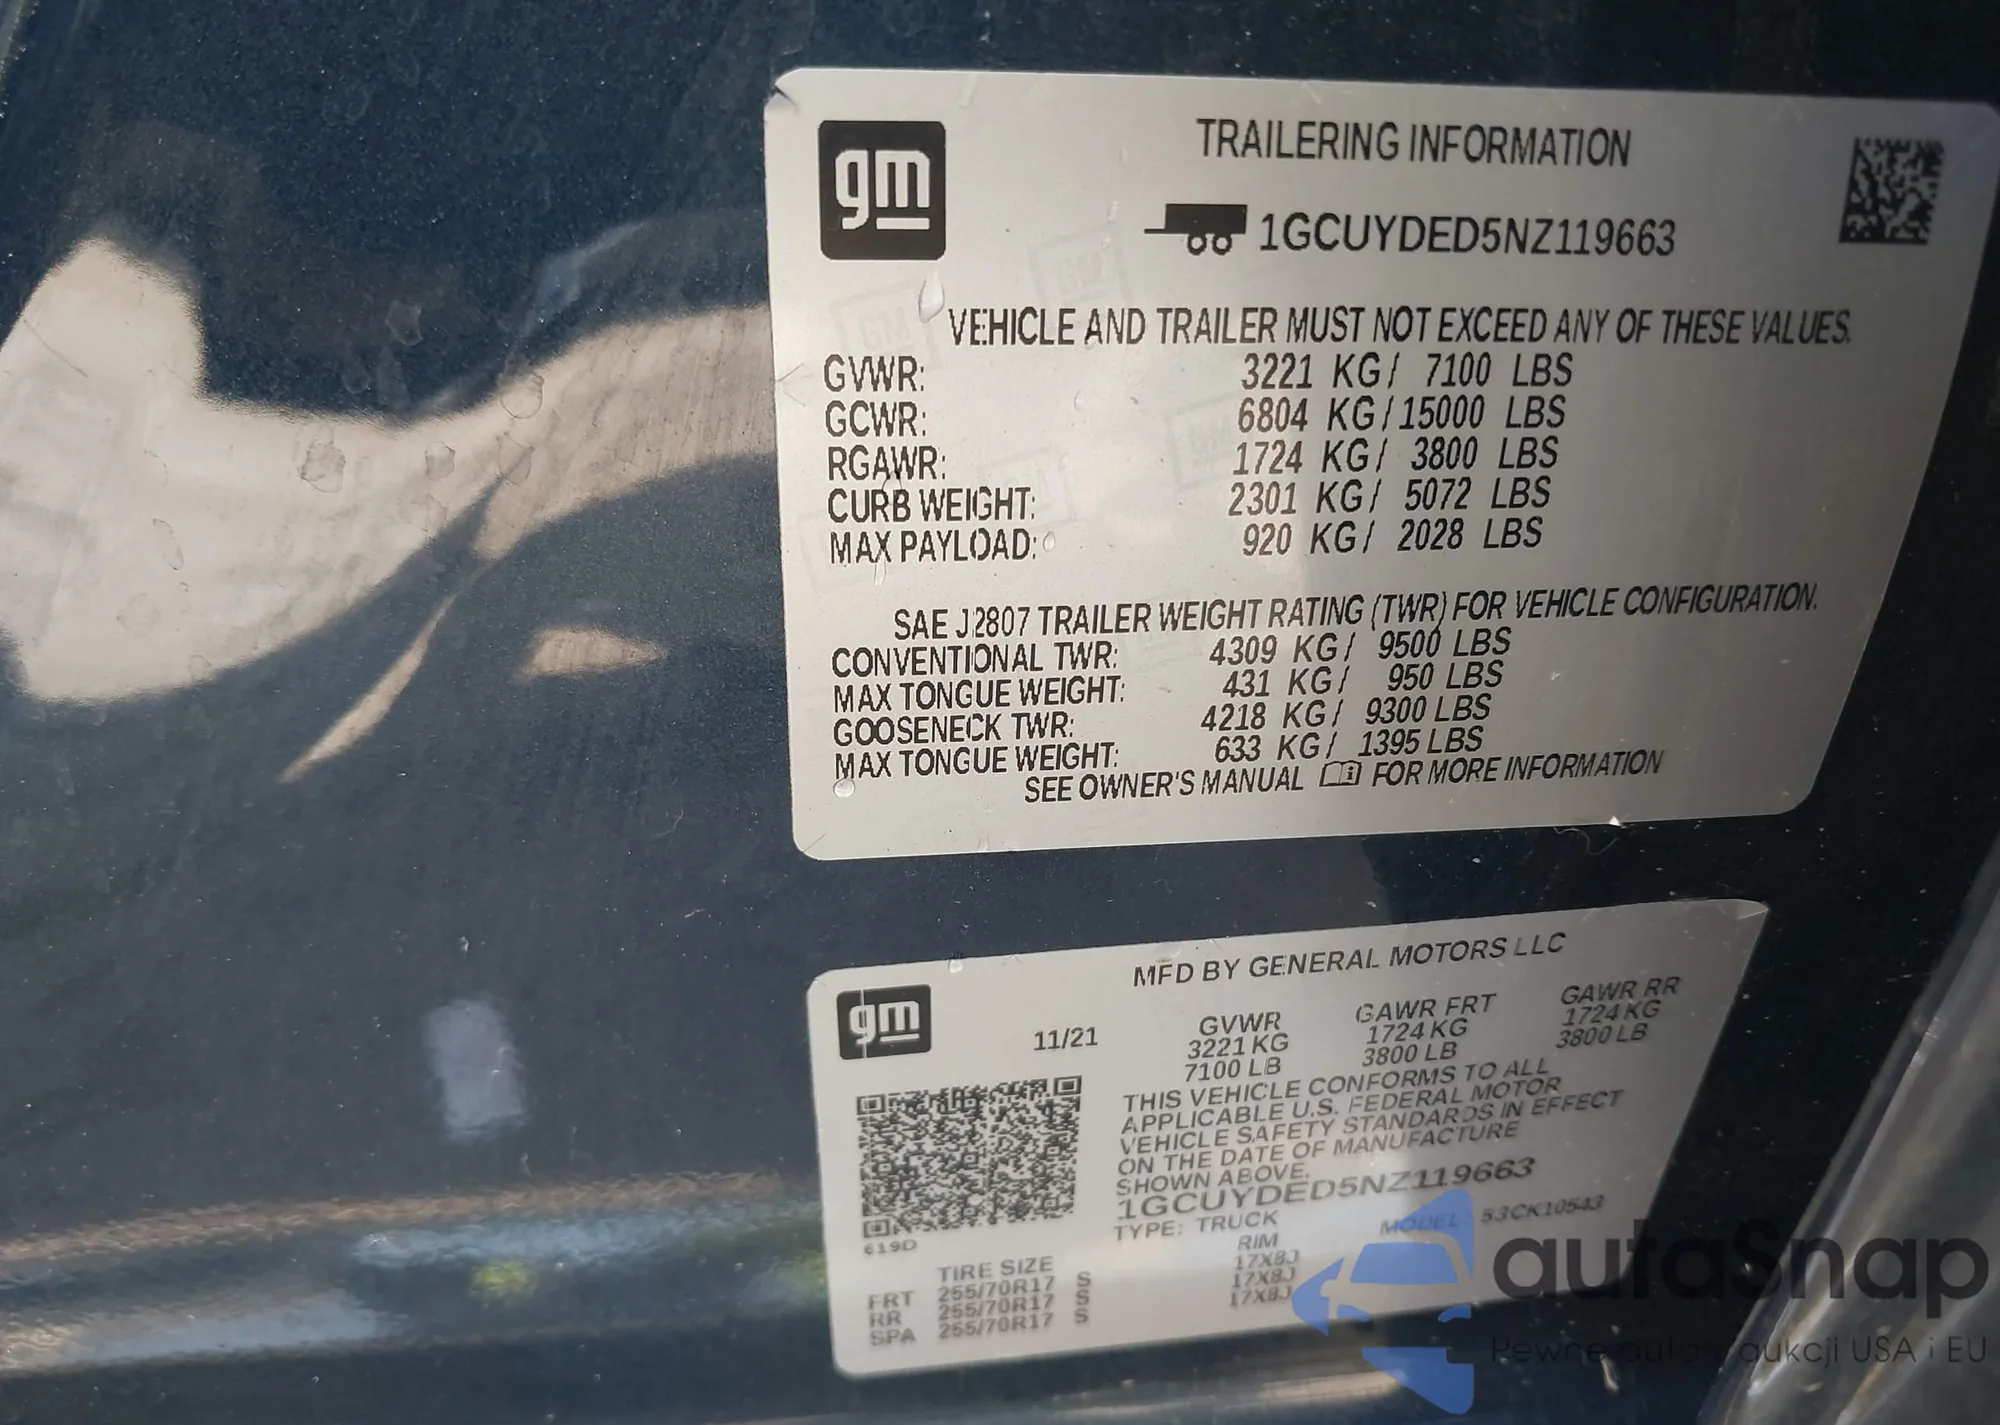 gm
TRAILERING INFORMATION
1GCUYDED5NZ119663
VEHICLE AND TRAILER MUST NOT EXCEED ANY OF THESE VALUES.
GVWR: 3221 KG/ 7100 LBS
GCWR: 6804 KG/15000 LBS
RGAWR: 1724 KG/ 3800 LBS
CURB WEIGHT: 2301 KG/ 5072 LBS
MAX PAYLOAD: 920 KG/ 2028 LBS
SAE J2807 TRAILER WEIGHT RATING (TWR) FOR VEHICLE CONFIGURATION.
CONVENTIONAL TWR: 4309 KG/ 9500 LBS
MAX TONGUE WEIGHT: 431 KG/ 950 LBS
GOOSENECK TWR: 4218 KG/ 9300 LBS
MAX TONGUE WEIGHT: 633 KG/ 1395 LBS
SEE OWNER'S MANUAL FOR MORE INFORMATION
MFD BY GENERAL MOTORS LLC
gm
11/21
GVWR GAWR FRT GAWR RR
3221 KG 1724 KG 1724 KG
7100 LB 3800 LB 3800 LB
THIS VEHICLE CONFORMS TO ALL
APPLICABLE U.S. FEDERAL MOTOR
VEHICLE SAFETY STANDARDS IN EFFECT
ON THE DATE OF MANUFACTURE
SHOWN ABOVE.
1GCUYDED5NZ119663
TYPE: TRUCK MODEL: 53CK10543
619D
TIRE SIZE RIM
FRT 255/70R17 S 17X8J
RR 255/70R17 S 17X8J
SPA 255/70R17 S 17X8J
autaSnap
Pewne auta z aukcji USA i EU